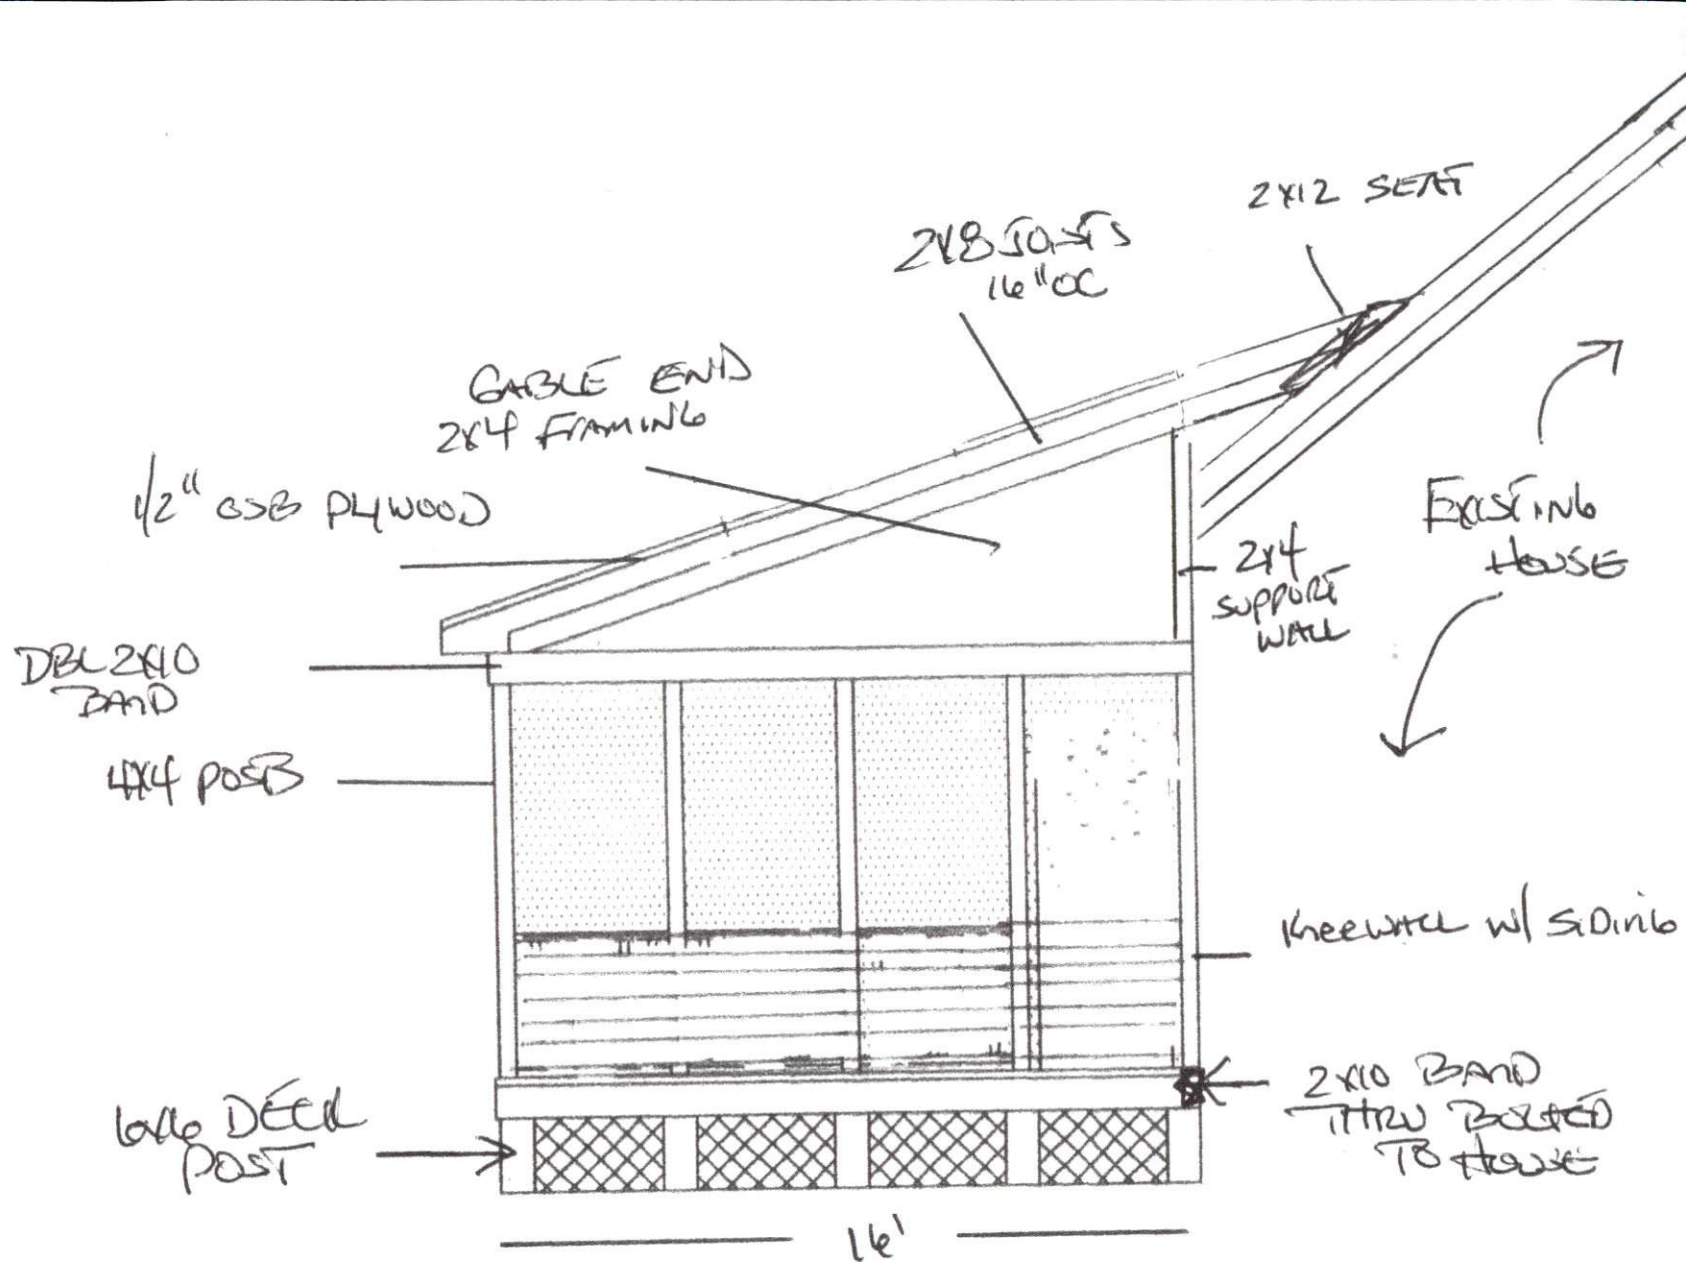 2X12 SEAT
2X8 JOISTS
16"OC
GABLE END
2X4 FRAMING
1/2" OSB PLYWOOD
EXISTING
HOUSE
2X4
SUPPORT
WALL
DBL 2X10
BAND
4X4 POSTS
KNEEWALL W/ SIDING
6X6 DECK
POST
2X10 BAND
THRU BOLTED
TO HOUSE
16'